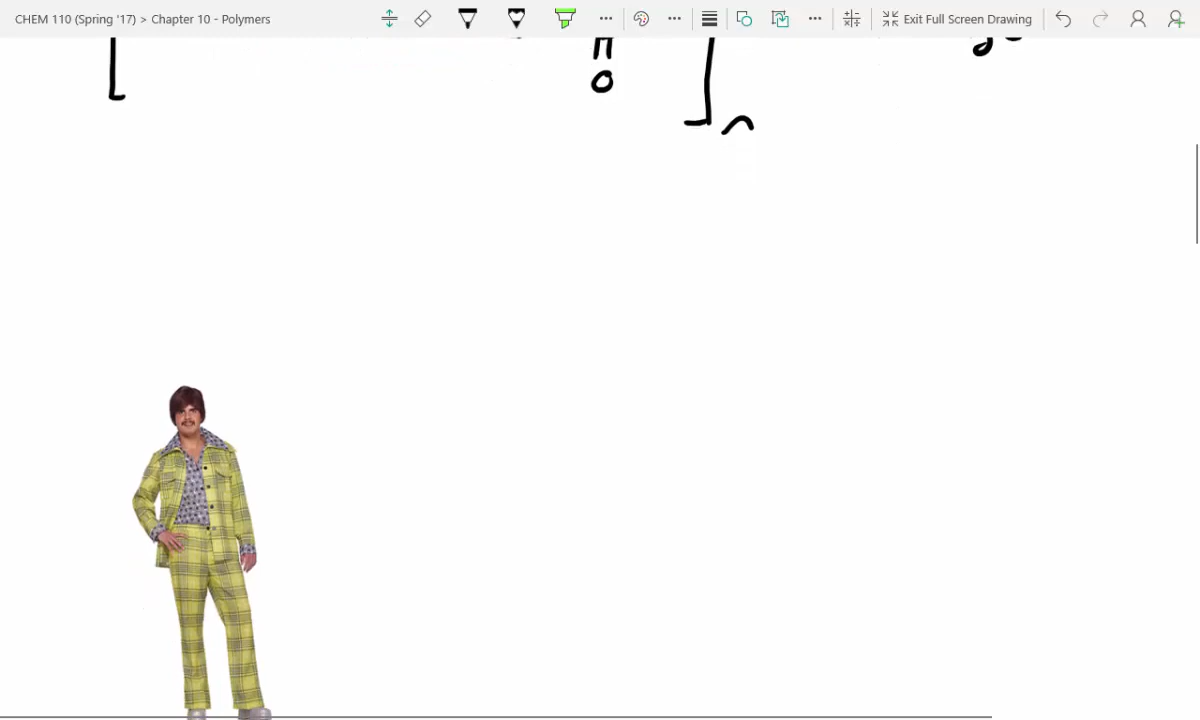 CHEM 110 (Spring '17) > Chapter 10 - Polymers
Exit Full Screen Drawing
O
n